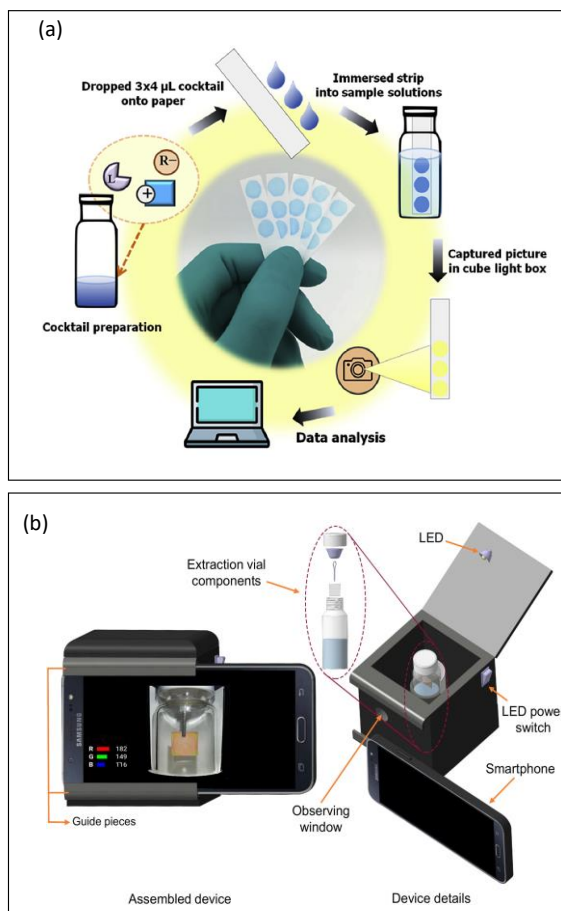 (a)
Dropped 3x4 µL cocktail
onto paper
Immersed strip
into sample solutions
L
R−
+
Captured picture
in cube light box
Cocktail preparation
Data analysis
(b)
LED
Extraction vial
components
SAMSUNG
R 182
G 149
B 116
LED power
switch
Smartphone
Observing
window
Guide pieces
Assembled device
Device details